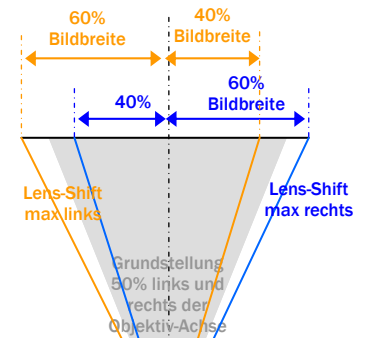 60%
Bildbreite
40%
Bildbreite
40%
60%
Bildbreite
Lens-Shift
max links
Lens-Shift
max rechts
Grundstellung
50% links und
rechts der
Objektiv-Achse